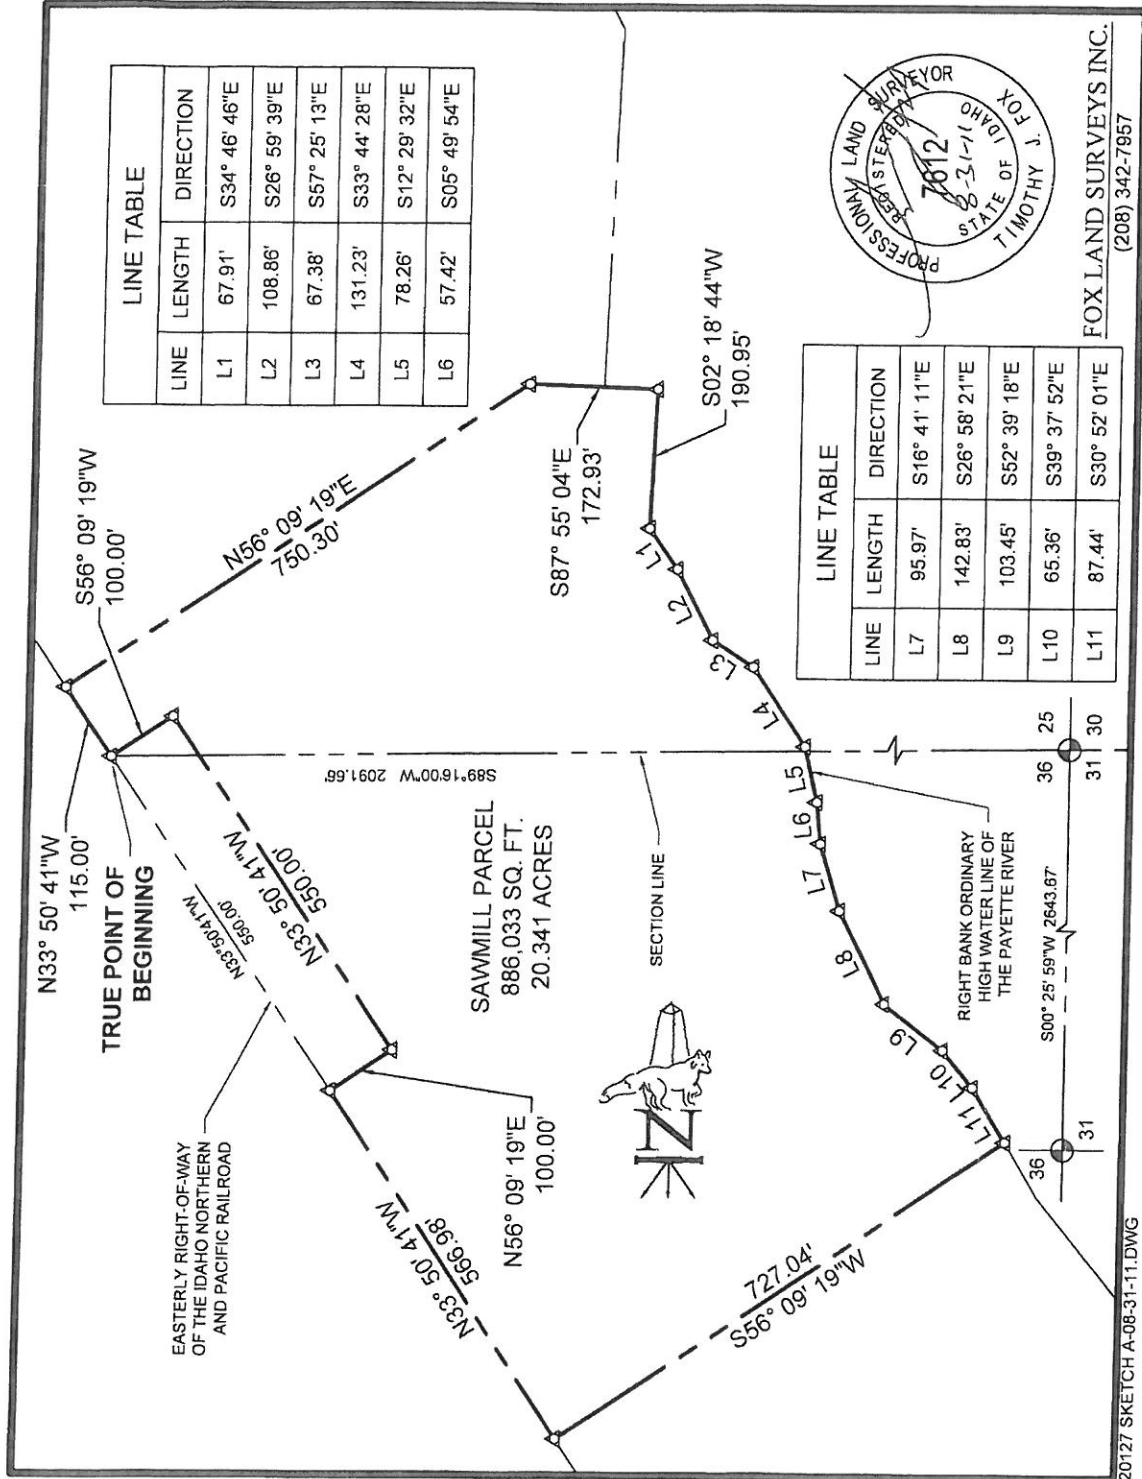 N33° 50' 41"W
115.00'
TRUE POINT OF
BEGINNING
S56° 09' 19"W
100.00'
N56° 09' 19"E
750.30'
LINE TABLE
LINE LENGTH DIRECTION
L1 67.91' S34° 46' 46"E
L2 108.86' S26° 59' 39"E
L3 67.38' S57° 25' 13"E
L4 131.23' S33° 44' 28"E
L5 78.26' S12° 29' 32"E
L6 57.42' S05° 49' 54"E
EASTERLY RIGHT-OF-WAY
OF THE IDAHO NORTHERN
AND PACIFIC RAILROAD
N33°50'41"W
550.00'
N33° 50' 41"W
550.00'
N33° 50' 41"W
566.98'
N56° 09' 19"E
100.00'
SAWMILL PARCEL
886,033 SQ. FT.
20.341 ACRES
S89°16'00"W 2091.66'
S87° 55' 04"E
172.93'
S02° 18' 44"W
190.95'
SECTION LINE
N
L1
L2
L3
L4
L5
L6
L7
L8
L9
L10
L11
727.04'
S56° 09' 19"W
RIGHT BANK ORDINARY
HIGH WATER LINE OF
THE PAYETTE RIVER
S00° 25' 59"W 2643.67'
36
31
36 25
31 30
LINE TABLE
LINE LENGTH DIRECTION
L7 95.97' S16° 41' 11"E
L8 142.83' S26° 58' 21"E
L9 103.45' S52° 39' 18"E
L10 65.36' S39° 37' 52"E
L11 87.44' S30° 52' 01"E
PROFESSIONAL LAND SURVEYOR
REGISTERED
7612
8-31-11
STATE OF IDAHO
TIMOTHY J. FOX
FOX LAND SURVEYS INC.
(208) 342-7957
20127 SKETCH A-08-31-11.DWG